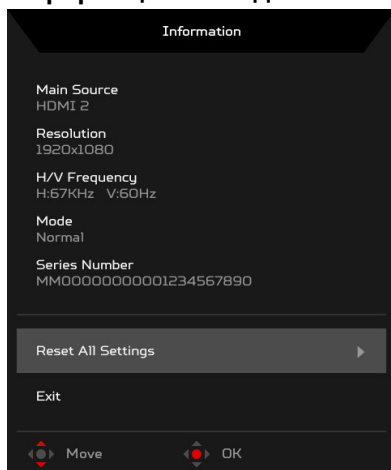 Information
Main Source
HDMI 2
Resolution
1920x1080
H/V Frequency
H:67KHz V:60Hz
Mode
Normal
Series Number
MM00000000001234567890
Reset All Settings
Exit
Move OK